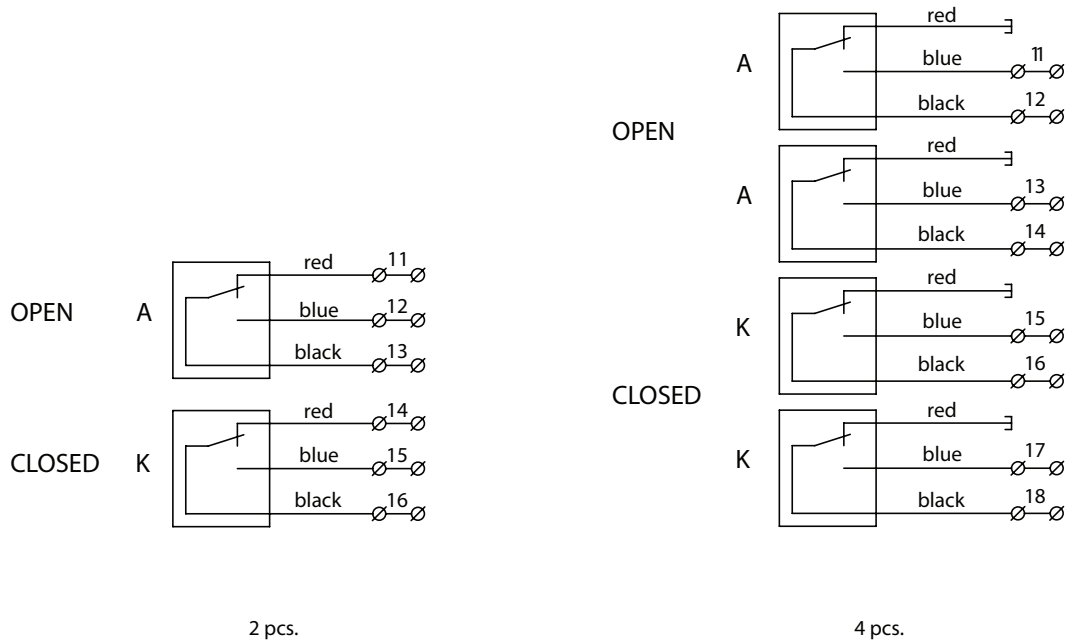 red 11
OPEN A blue 12
black 13
red 14
CLOSED K blue 15
black 16
2 pcs.
red
A blue 11
black 12
OPEN
red
A blue 13
black 14
red
K blue 15
black 16
CLOSED
red
K blue 17
black 18
4 pcs.